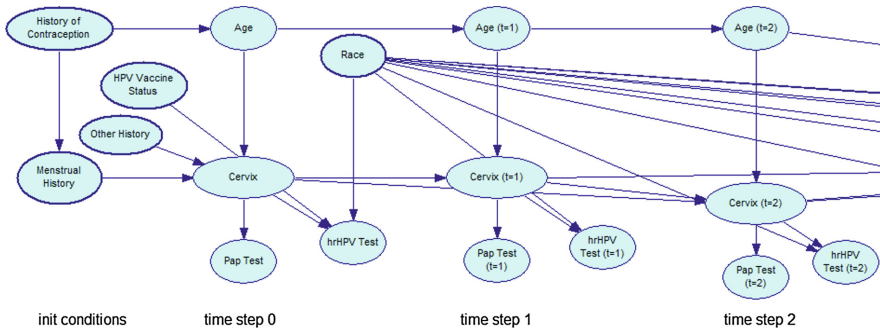 History of
Contraception
Age
Age (t=1)
Age (t=2)
Race
HPV Vaccine
Status
Other History
Menstrual
History
Cervix
Cervix (t=1)
Cervix (t=2)
Pap Test
hrHPV Test
Pap Test
(t=1)
hrHPV
Test (t=1)
Pap Test
(t=2)
hrHPV
Test (t=2)
init conditions
time step 0
time step 1
time step 2